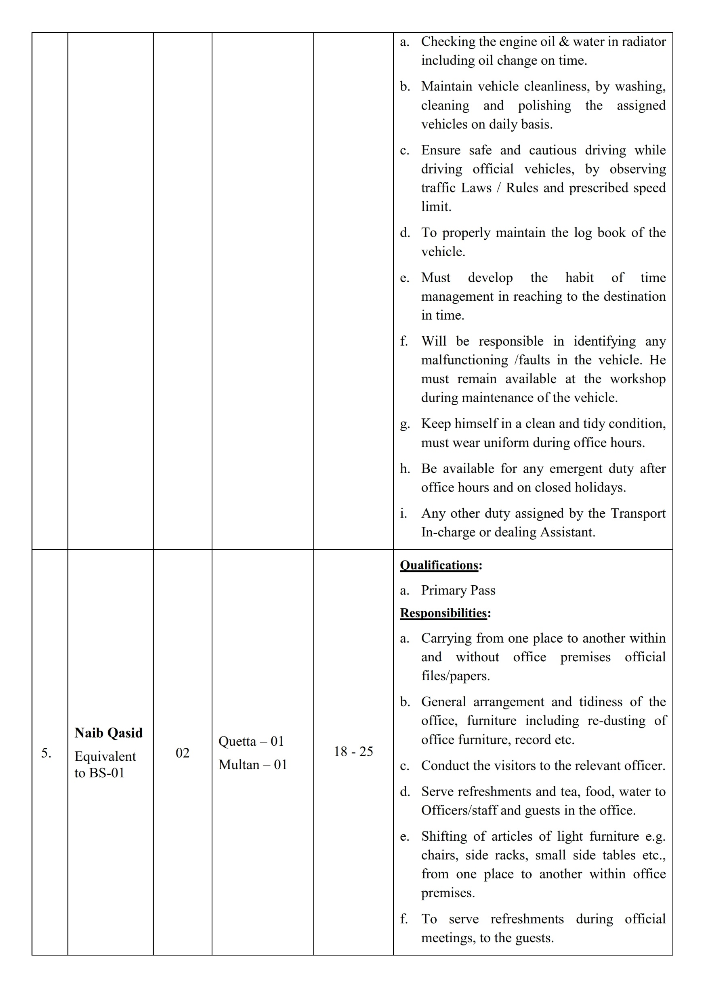 a. Checking the engine oil & water in radiator
including oil change on time.
b. Maintain vehicle cleanliness, by washing,
cleaning and polishing the assigned
vehicles on daily basis.
c. Ensure safe and cautious driving while
driving official vehicles, by observing
traffic Laws / Rules and prescribed speed
limit.
d. To properly maintain the log book of the
vehicle.
e. Must develop the habit of time
management in reaching to the destination
in time.
f. Will be responsible in identifying any
malfunctioning /faults in the vehicle. He
must remain available at the workshop
during maintenance of the vehicle.
g. Keep himself in a clean and tidy condition,
must wear uniform during office hours.
h. Be available for any emergent duty after
office hours and on closed holidays.
i. Any other duty assigned by the Transport
In-charge or dealing Assistant.
5.
Naib Qasid
Equivalent
to BS-01
02
Quetta – 01
Multan – 01
18 - 25
Qualifications:
a. Primary Pass
Responsibilities:
a. Carrying from one place to another within
and without office premises official
files/papers.
b. General arrangement and tidiness of the
office, furniture including re-dusting of
office furniture, record etc.
c. Conduct the visitors to the relevant officer.
d. Serve refreshments and tea, food, water to
Officers/staff and guests in the office.
e. Shifting of articles of light furniture e.g.
chairs, side racks, small side tables etc.,
from one place to another within office
premises.
f. To serve refreshments during official
meetings, to the guests.